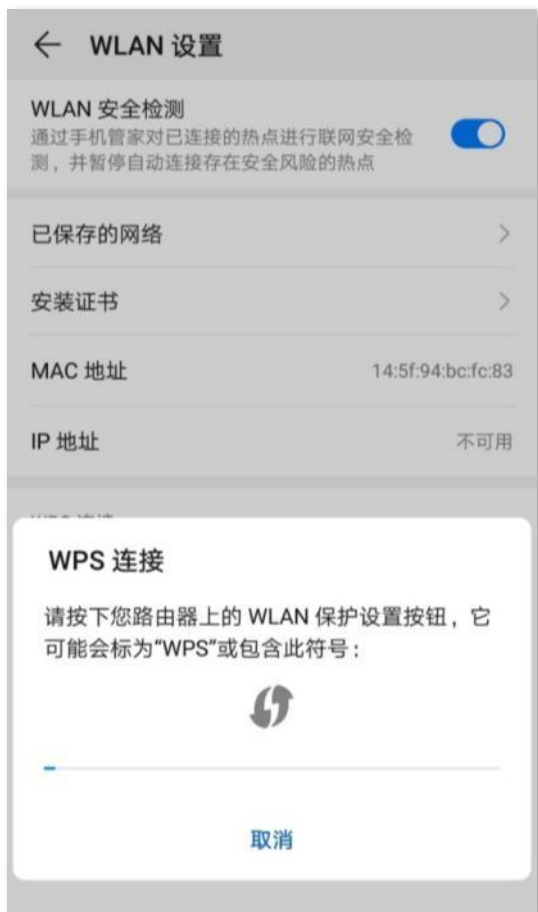 WLAN 设置
WLAN 安全检测
通过手机管家对已连接的热点进行联网安全检
测，并暂停自动连接存在安全风险的热点
已保存的网络
安装证书
MAC 地址 14:5f:94:bc:fc:83
IP 地址 不可用
WPS 连接
请按下您路由器上的 WLAN 保护设置按钮，它
可能会标为“WPS”或包含此符号：
取消